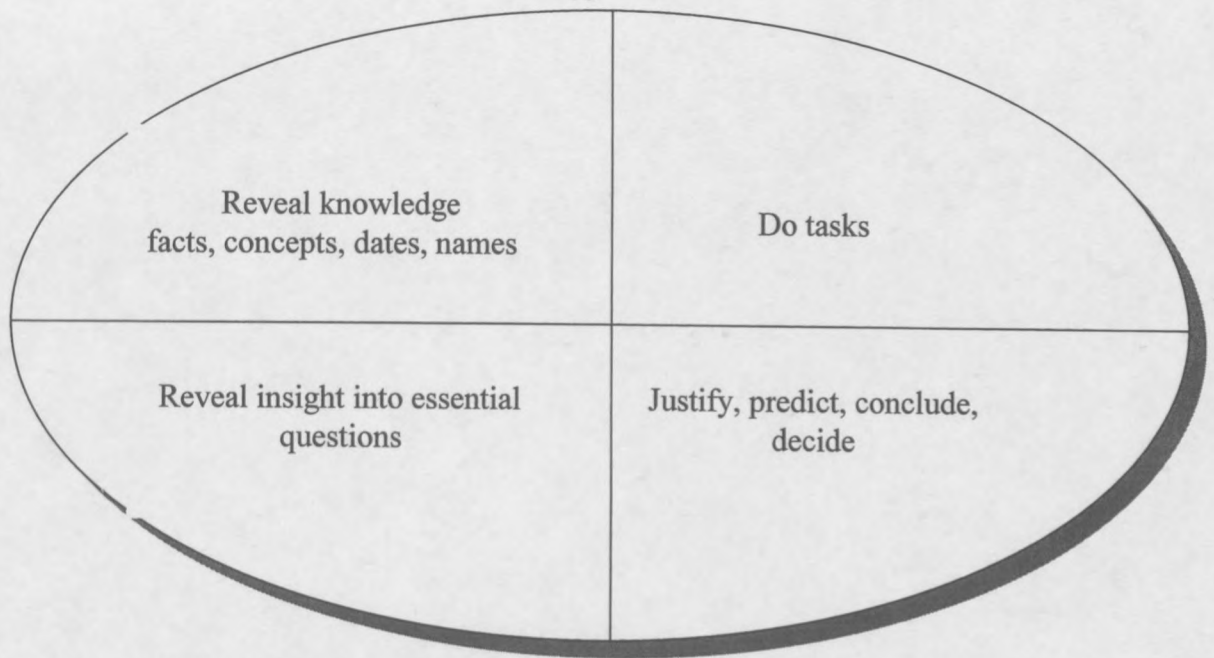 Reveal knowledge
facts, concepts, dates, names
Do tasks
Reveal insight into essential
questions
Justify, predict, conclude,
decide